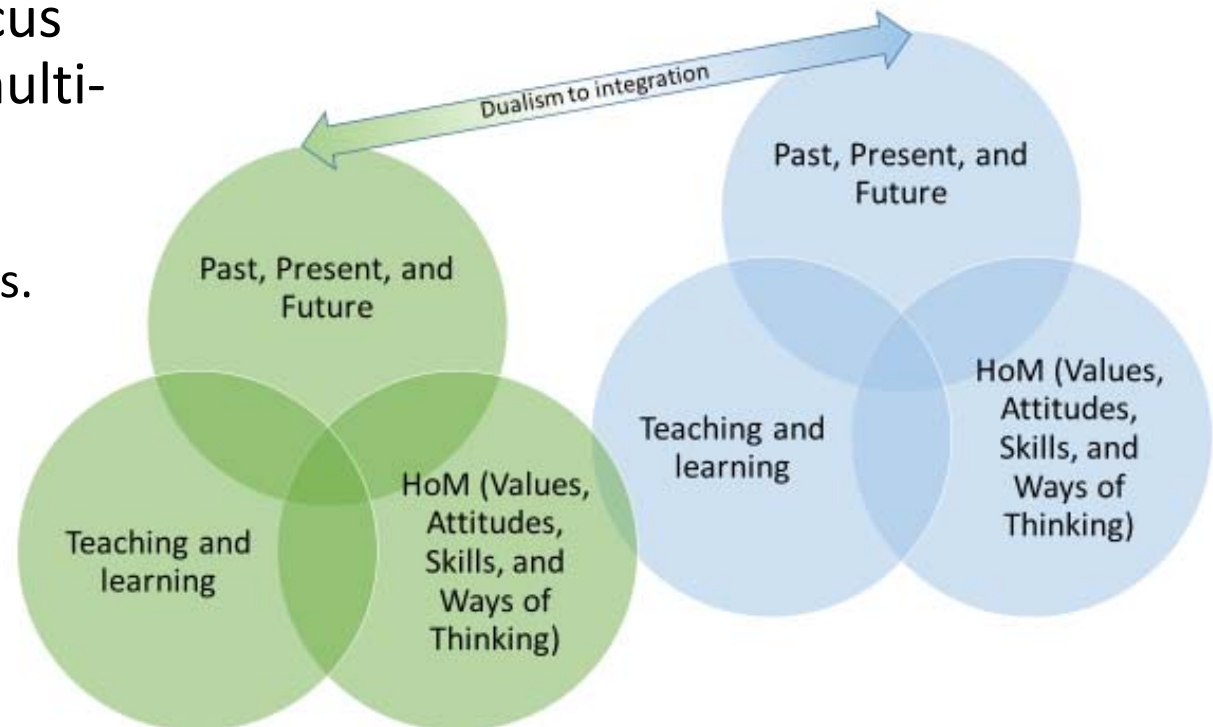 cus
multi-
s.
Dualism to integration
Past, Present, and
Future
Teaching and
learning
HoM (Values,
Attitudes,
Skills, and
Ways of
Thinking)
Past, Present, and
Future
Teaching and
learning
HoM (Values,
Attitudes,
Skills, and
Ways of
Thinking)